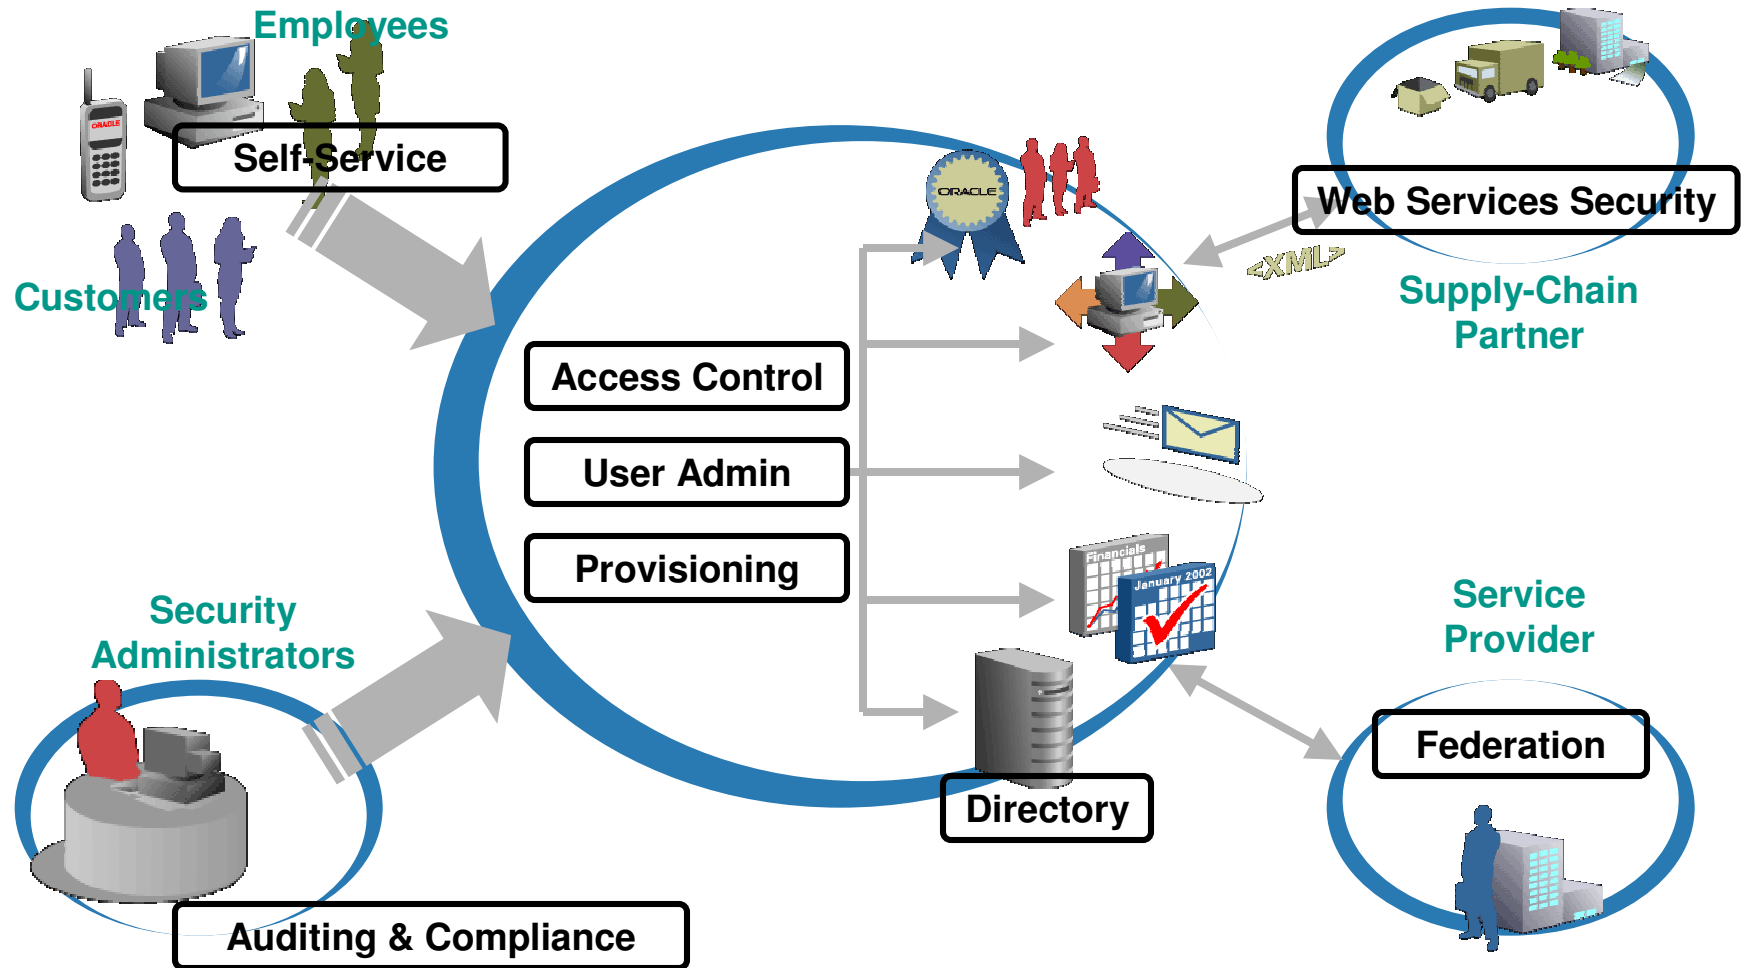 Employees
ORACLE
Self-Service
Customers
ORACLE
Web Services Security
<XML>
Supply-Chain
Partner
Access Control
User Admin
Provisioning
Financials
January 2002
Security
Administrators
Service
Provider
Federation
Directory
Auditing & Compliance